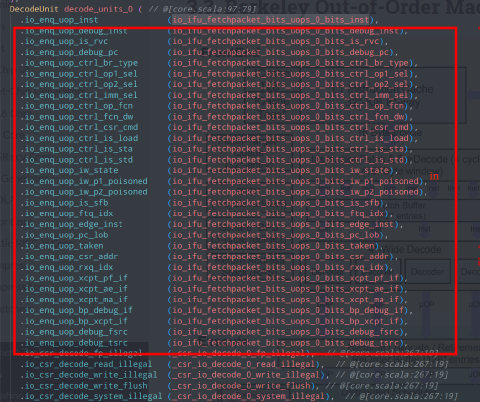 DecodeUnit decode_units_0 ( // @[core.scala:97:79]
.io_enq_uop_inst (io_ifu_fetchpacket_bits_uops_0_bits_inst),
.io_enq_uop_debug_inst (io_ifu_fetchpacket_bits_uops_0_bits_debug_inst),
.io_enq_uop_is_rvc (io_ifu_fetchpacket_bits_uops_0_bits_is_rvc),
.io_enq_uop_debug_pc (io_ifu_fetchpacket_bits_uops_0_bits_debug_pc),
.io_enq_uop_ctrl_br_type (io_ifu_fetchpacket_bits_uops_0_bits_ctrl_br_type),
.io_enq_uop_ctrl_op1_sel (io_ifu_fetchpacket_bits_uops_0_bits_ctrl_op1_sel),
.io_enq_uop_ctrl_op2_sel (io_ifu_fetchpacket_bits_uops_0_bits_ctrl_op2_sel),
.io_enq_uop_ctrl_imm_sel (io_ifu_fetchpacket_bits_uops_0_bits_ctrl_imm_sel),
.io_enq_uop_ctrl_op_fcn (io_ifu_fetchpacket_bits_uops_0_bits_ctrl_op_fcn),
.io_enq_uop_ctrl_fcn_dw (io_ifu_fetchpacket_bits_uops_0_bits_ctrl_fcn_dw),
.io_enq_uop_ctrl_csr_cmd (io_ifu_fetchpacket_bits_uops_0_bits_ctrl_csr_cmd),
.io_enq_uop_ctrl_is_load (io_ifu_fetchpacket_bits_uops_0_bits_ctrl_is_load),
.io_enq_uop_ctrl_is_sta (io_ifu_fetchpacket_bits_uops_0_bits_ctrl_is_sta),
.io_enq_uop_ctrl_is_std (io_ifu_fetchpacket_bits_uops_0_bits_ctrl_is_std),
.io_enq_uop_iw_state (io_ifu_fetchpacket_bits_uops_0_bits_iw_state),
.io_enq_uop_iw_p1_poisoned (io_ifu_fetchpacket_bits_uops_0_bits_iw_p1_poisoned),
.io_enq_uop_iw_p2_poisoned (io_ifu_fetchpacket_bits_uops_0_bits_iw_p2_poisoned),
.io_enq_uop_is_sfb (io_ifu_fetchpacket_bits_uops_0_bits_is_sfb),
.io_enq_uop_ftq_idx (io_ifu_fetchpacket_bits_uops_0_bits_ftq_idx),
.io_enq_uop_edge_inst (io_ifu_fetchpacket_bits_uops_0_bits_edge_inst),
.io_enq_uop_pc_lob (io_ifu_fetchpacket_bits_uops_0_bits_pc_lob),
.io_enq_uop_taken (io_ifu_fetchpacket_bits_uops_0_bits_taken),
.io_enq_uop_csr_addr (io_ifu_fetchpacket_bits_uops_0_bits_csr_addr),
.io_enq_uop_rxq_idx (io_ifu_fetchpacket_bits_uops_0_bits_rxq_idx),
.io_enq_uop_xcpt_pf_if (io_ifu_fetchpacket_bits_uops_0_bits_xcpt_pf_if),
.io_enq_uop_xcpt_ae_if (io_ifu_fetchpacket_bits_uops_0_bits_xcpt_ae_if),
.io_enq_uop_xcpt_ma_if (io_ifu_fetchpacket_bits_uops_0_bits_xcpt_ma_if),
.io_enq_uop_bp_debug_if (io_ifu_fetchpacket_bits_uops_0_bits_bp_debug_if),
.io_enq_uop_bp_xcpt_if (io_ifu_fetchpacket_bits_uops_0_bits_bp_xcpt_if),
.io_enq_uop_debug_fsrc (io_ifu_fetchpacket_bits_uops_0_bits_debug_fsrc),
.io_enq_uop_debug_tsrc (io_ifu_fetchpacket_bits_uops_0_bits_debug_tsrc),
.io_csr_decode_fp_illegal (_csr_io_decode_0_fp_illegal), // @[core.scala:267:19]
.io_csr_decode_read_illegal (_csr_io_decode_0_read_illegal), // @[core.scala:267:19]
.io_csr_decode_write_illegal (_csr_io_decode_0_write_illegal), // @[core.scala:267:19]
.io_csr_decode_write_flush (_csr_io_decode_0_write_flush), // @[core.scala:267:19]
.io_csr_decode_system_illegal (_csr_io_decode_0_system_illegal), // @[core.scala:267:19]
in